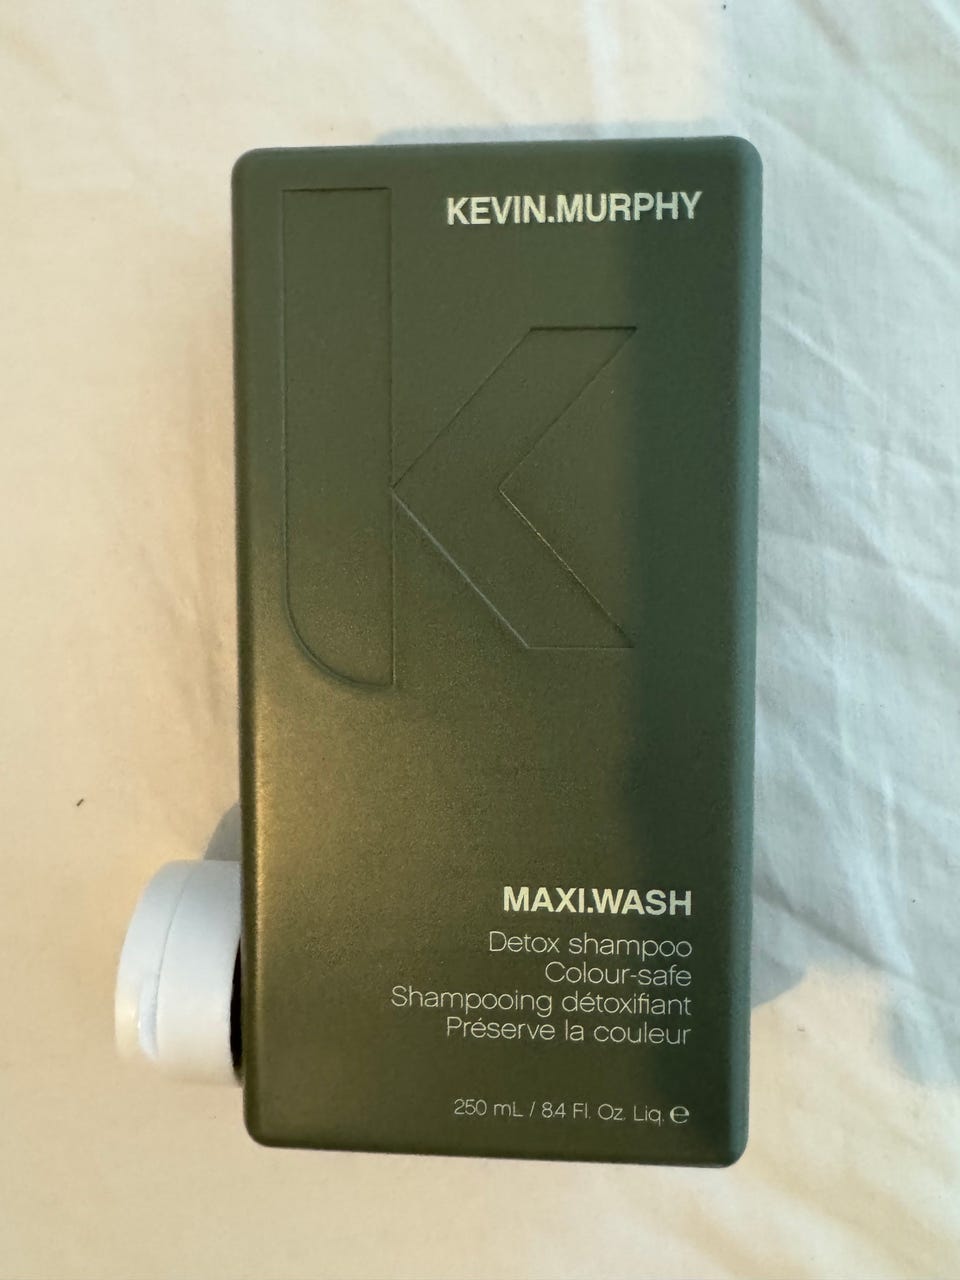 KEVIN.MURPHY
MAXI.WASH
Detox shampoo
Colour-safe
Shampooing détoxifiant
Préserve la couleur
250 mL / 8.4 Fl. Oz. Liq. ℮